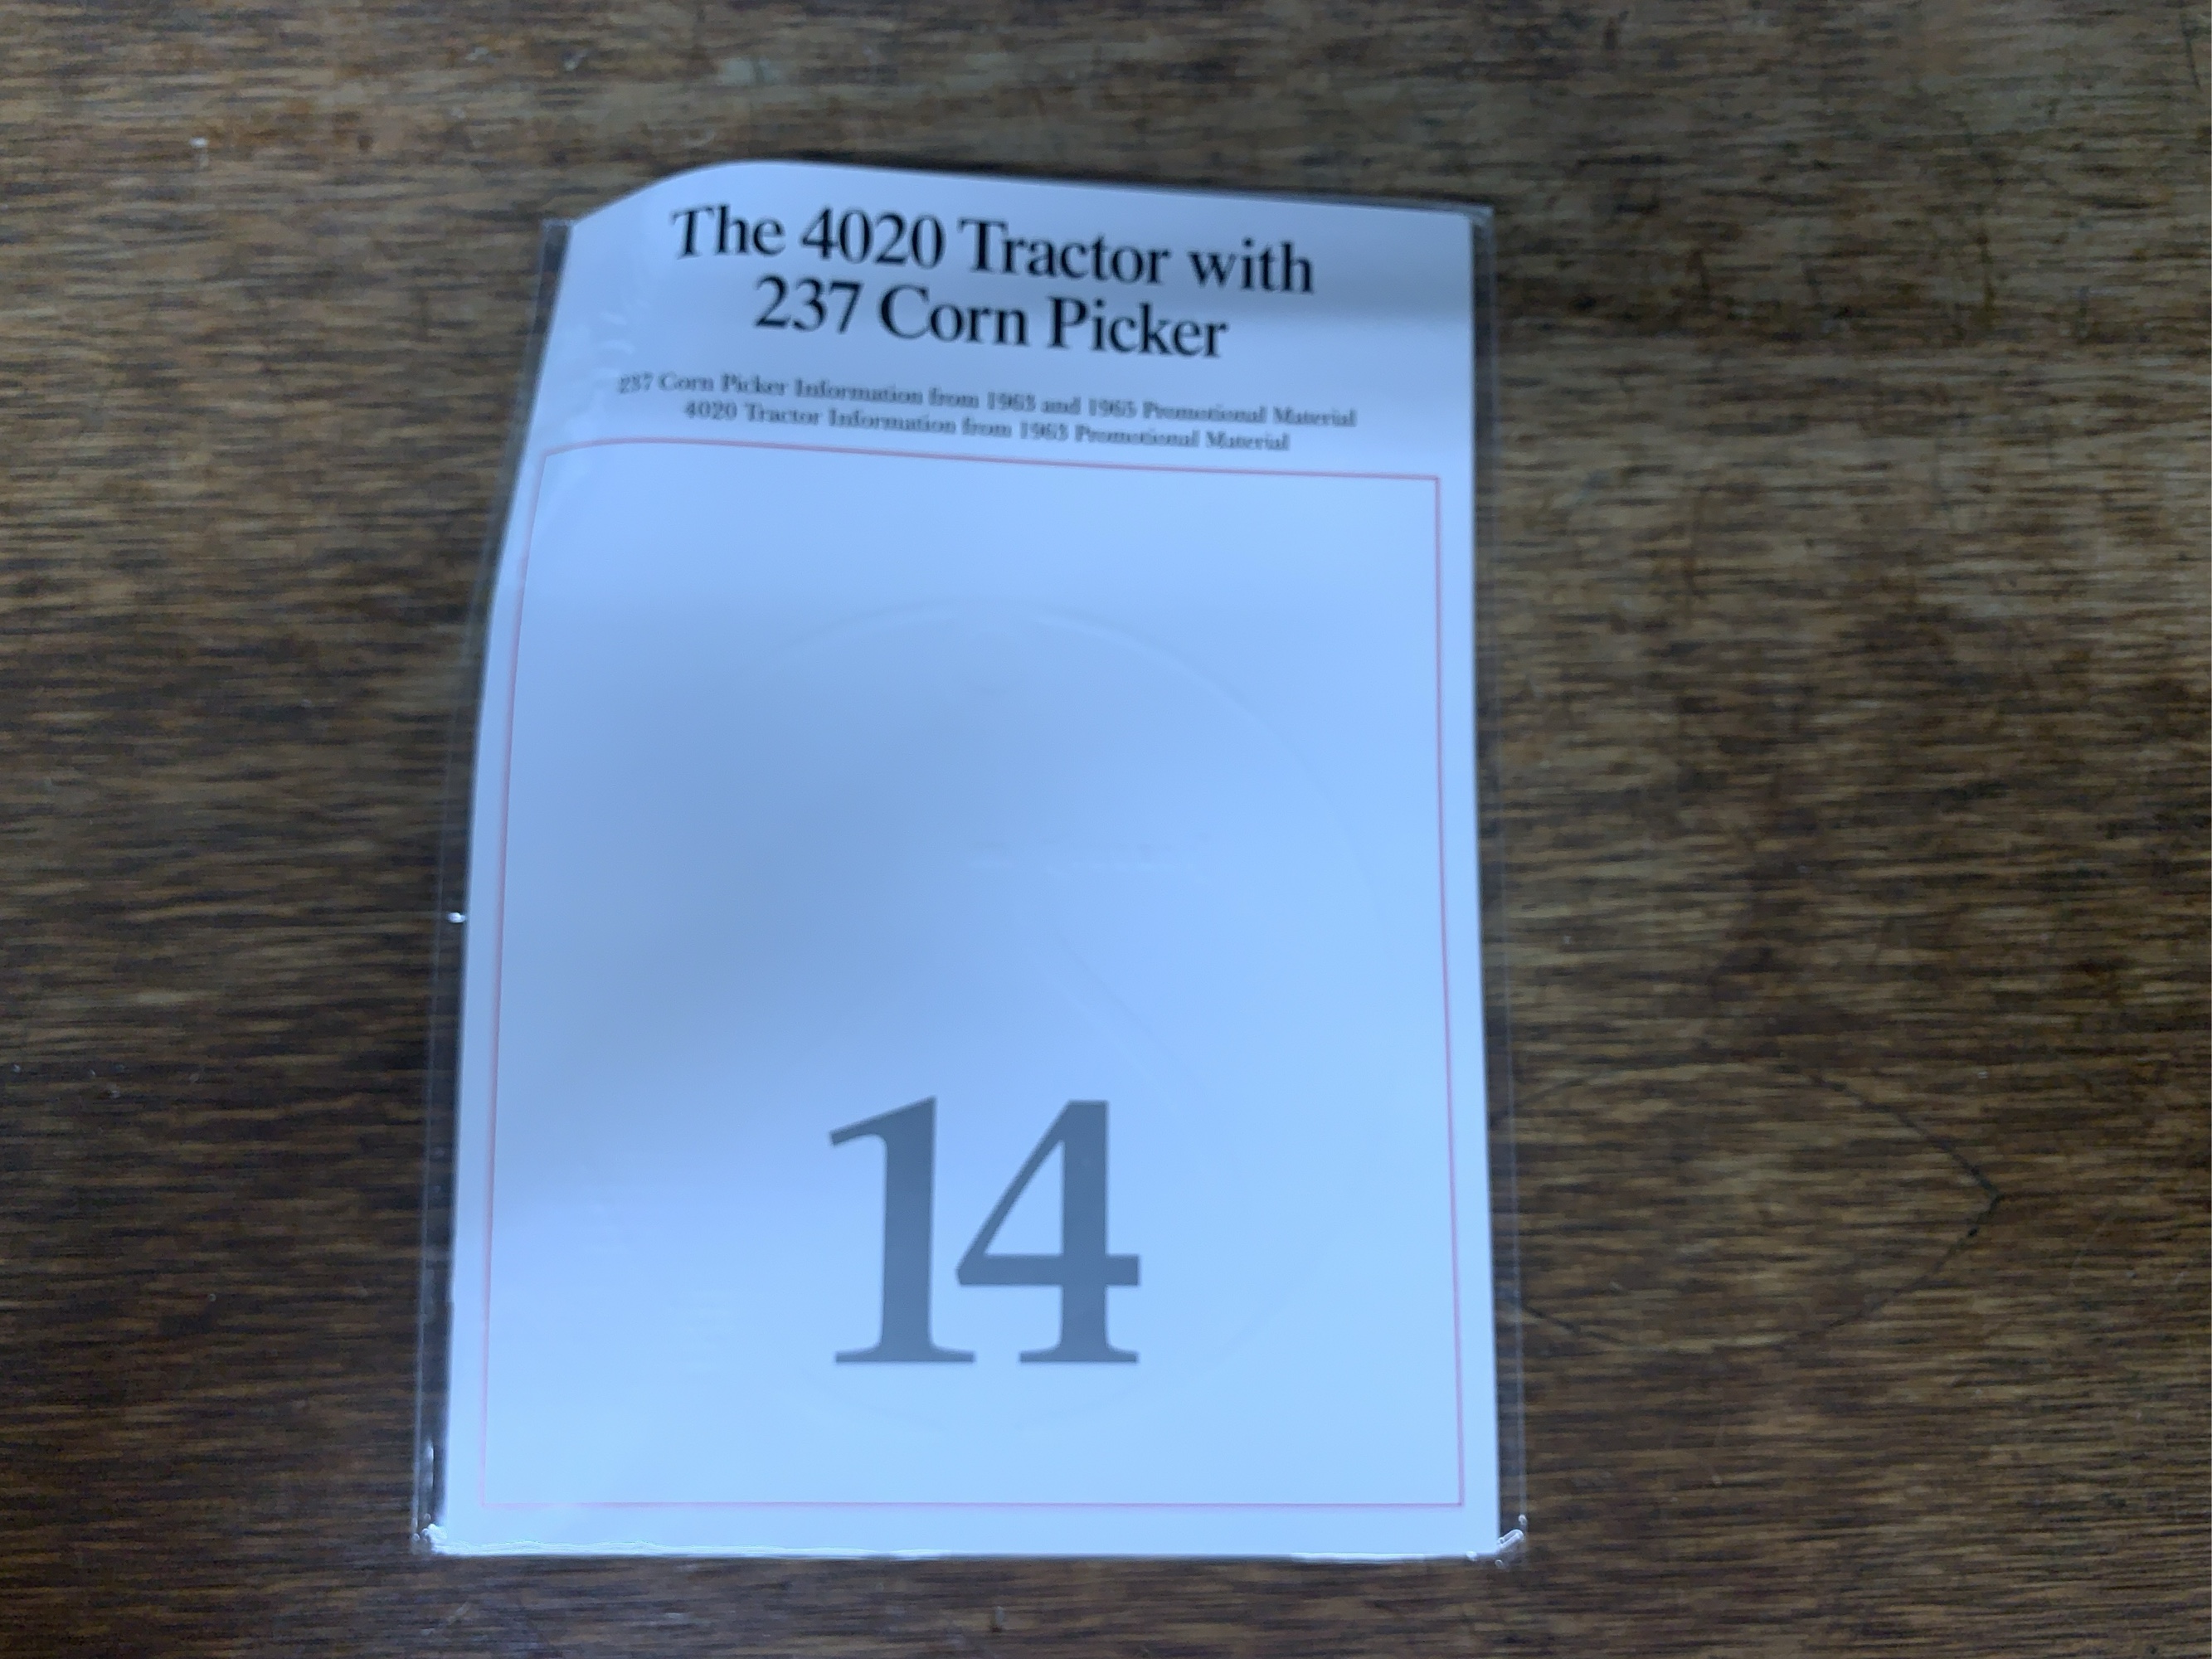 The 4020 Tractor with
237 Corn Picker
237 Corn Picker Information from 1963 and 1965 Promotional Material
4020 Tractor Information from 1963 Promotional Material
14